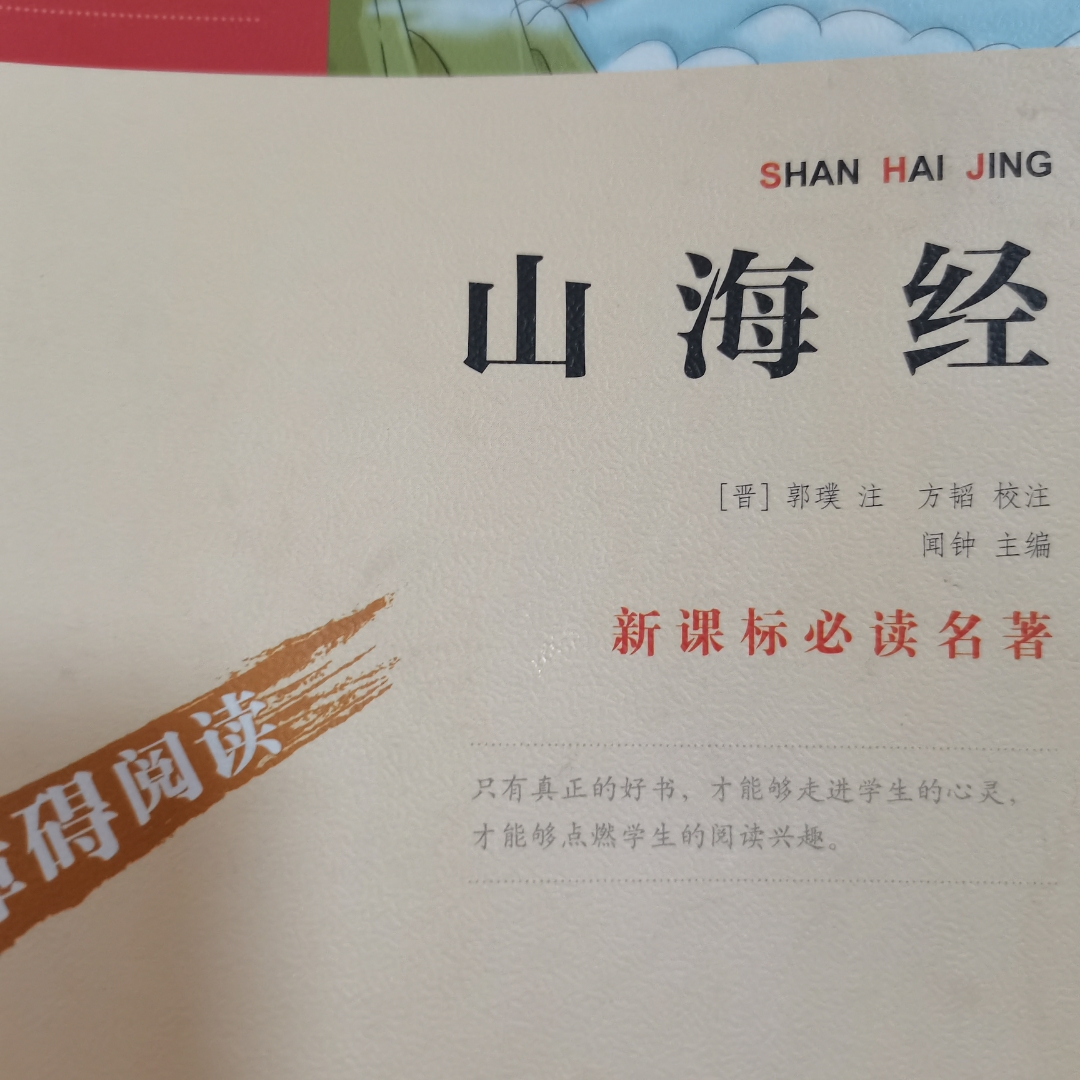 SHAN HAI JING
山海经
[晋] 郭璞 注 方韬 校注
闻钟 主编
新课标必读名著
只有真正的好书，才能够走进学生的心灵，
才能够点燃学生的阅读兴趣。
障碍阅读